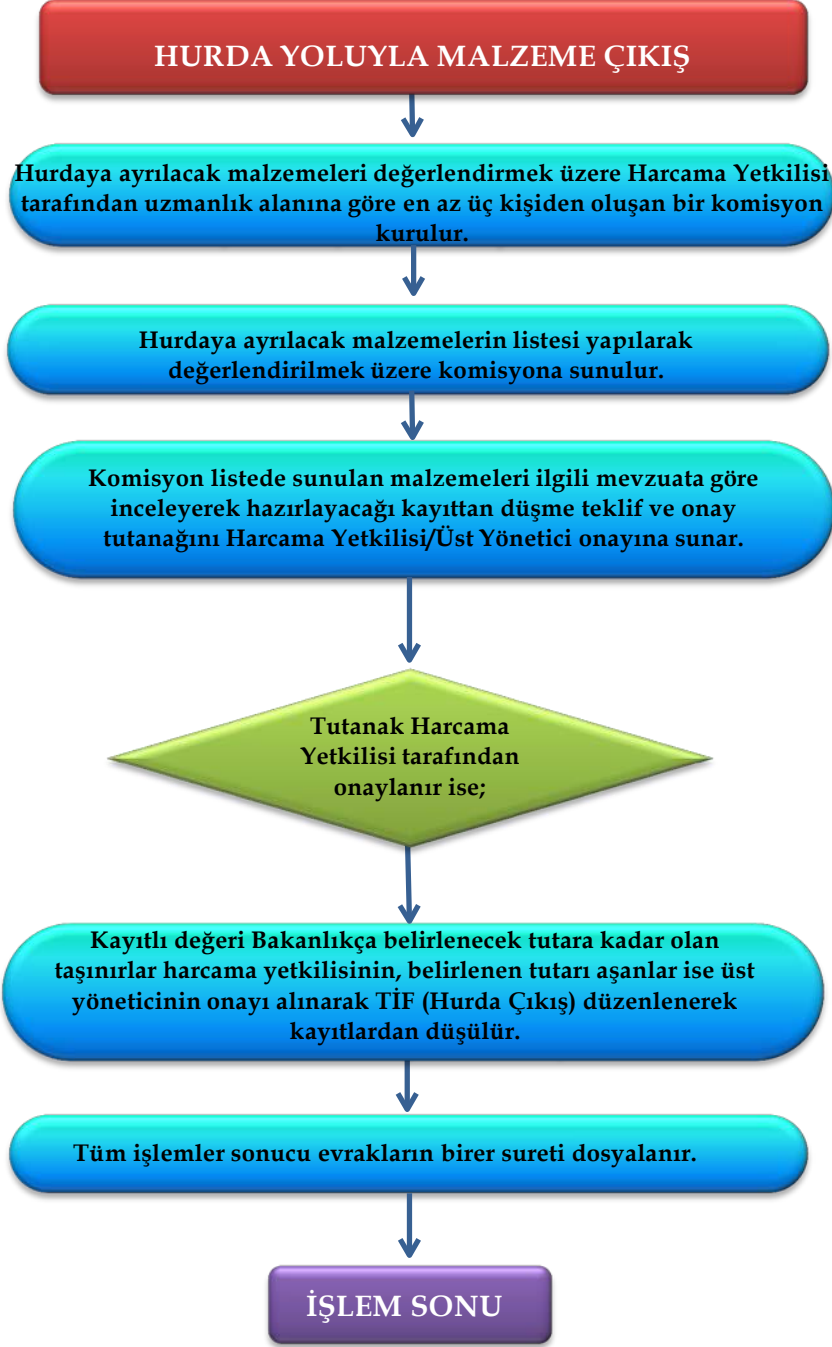 HURDA YOLUYLA MALZEME ÇIKIŞ
Hurdaya ayrılacak malzemeleri değerlendirmek üzere Harcama Yetkilisi
tarafından uzmanlık alanına göre en az üç kişiden oluşan bir komisyon
kurulur.
Hurdaya ayrılacak malzemelerin listesi yapılarak
değerlendirilmek üzere komisyona sunulur.
Komisyon listede sunulan malzemeleri ilgili mevzuata göre
inceleyerek hazırlayacağı kayıttan düşme teklif ve onay
tutanağını Harcama Yetkilisi/Üst Yönetici onayına sunar.
Tutanak Harcama
Yetkilisi tarafından
onaylanır ise;
Kayıtlı değeri Bakanlıkça belirlenecek tutara kadar olan
taşınırlar harcama yetkilisinin, belirlenen tutarı aşanlar ise üst
yöneticinin onayı alınarak TİF (Hurda Çıkış) düzenlenerek
kayıtlardan düşülür.
Tüm işlemler sonucu evrakların birer sureti dosyalanır.
İŞLEM SONU